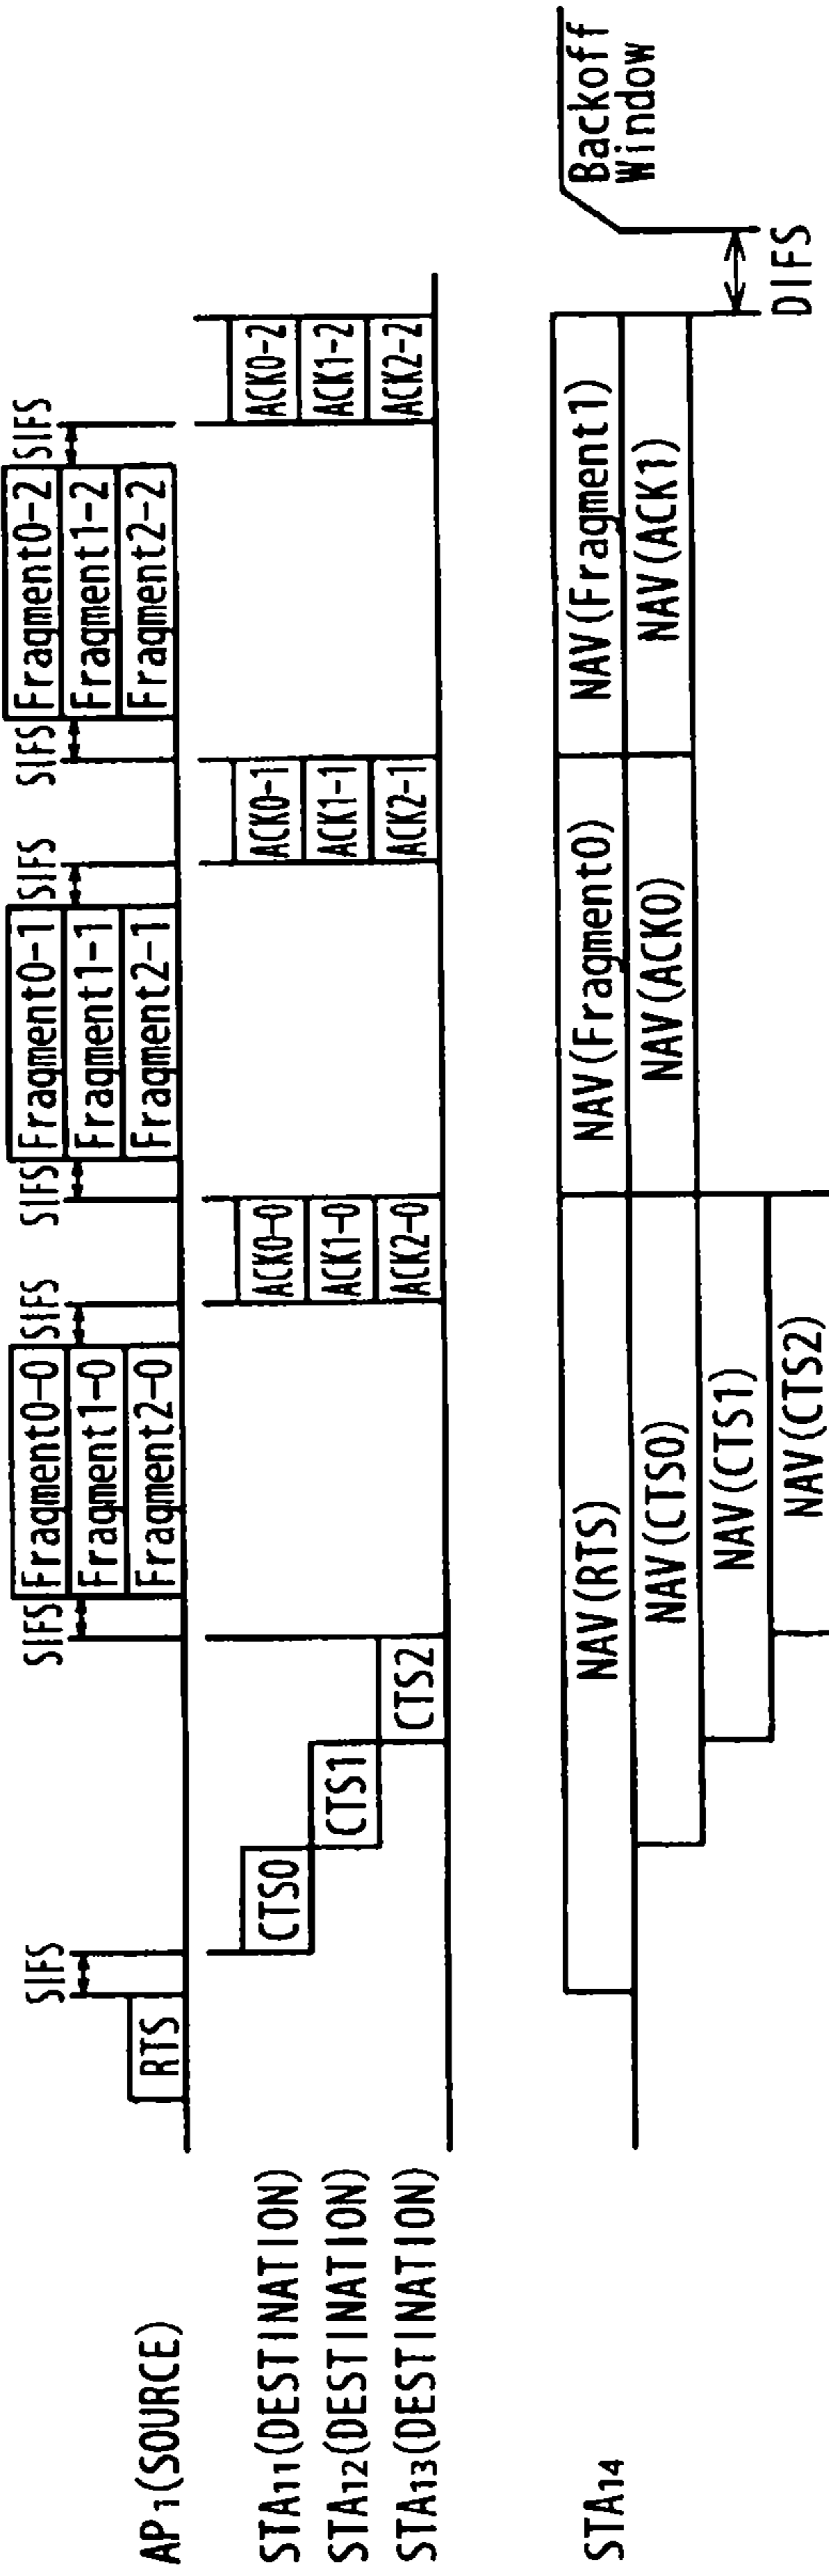 SIFS
SIFS
SIFS
SIFS
SIFS
SIFS
SIFS
AP1(SOURCE)
RTS
Fragment0-0
Fragment1-0
Fragment2-0
Fragment0-1
Fragment1-1
Fragment2-1
Fragment0-2
Fragment1-2
Fragment2-2
STA11(DESTINATION)
CTS0
ACK0-0
ACK0-1
ACK0-2
STA12(DESTINATION)
CTS1
ACK1-0
ACK1-1
ACK1-2
STA13(DESTINATION)
CTS2
ACK2-0
ACK2-1
ACK2-2
STA14
NAV(RTS)
NAV(Fragment0)
NAV(Fragment1)
Backoff
Window
NAV(CTS0)
NAV(ACK0)
NAV(ACK1)
NAV(CTS1)
DIFS
NAV(CTS2)